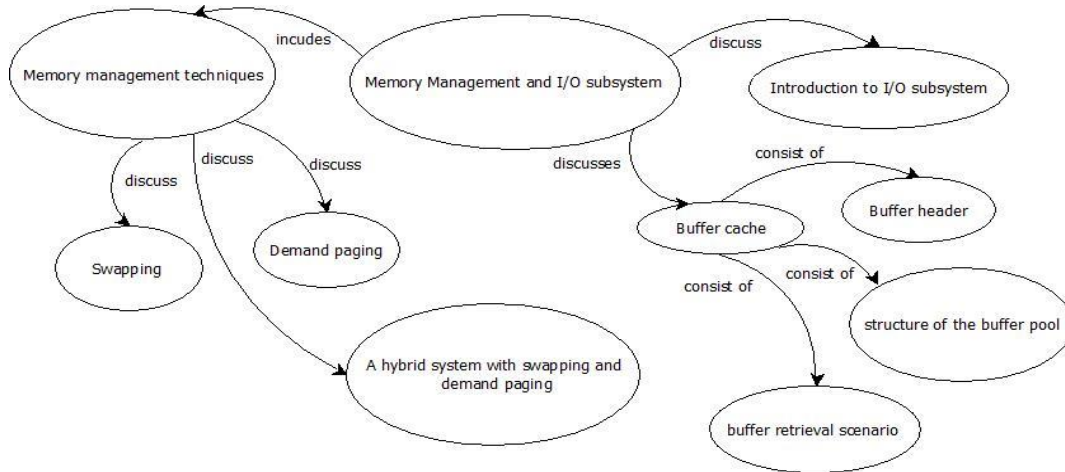 incudes
discuss
Memory management techniques
Memory Management and I/O subsystem
Introduction to I/O subsystem
discuss
discuss
discuss
discusses
consist of
Swapping
Demand paging
Buffer cache
Buffer header
consist of
consist of
structure of the buffer pool
A hybrid system with swapping and
demand paging
buffer retrieval scenario